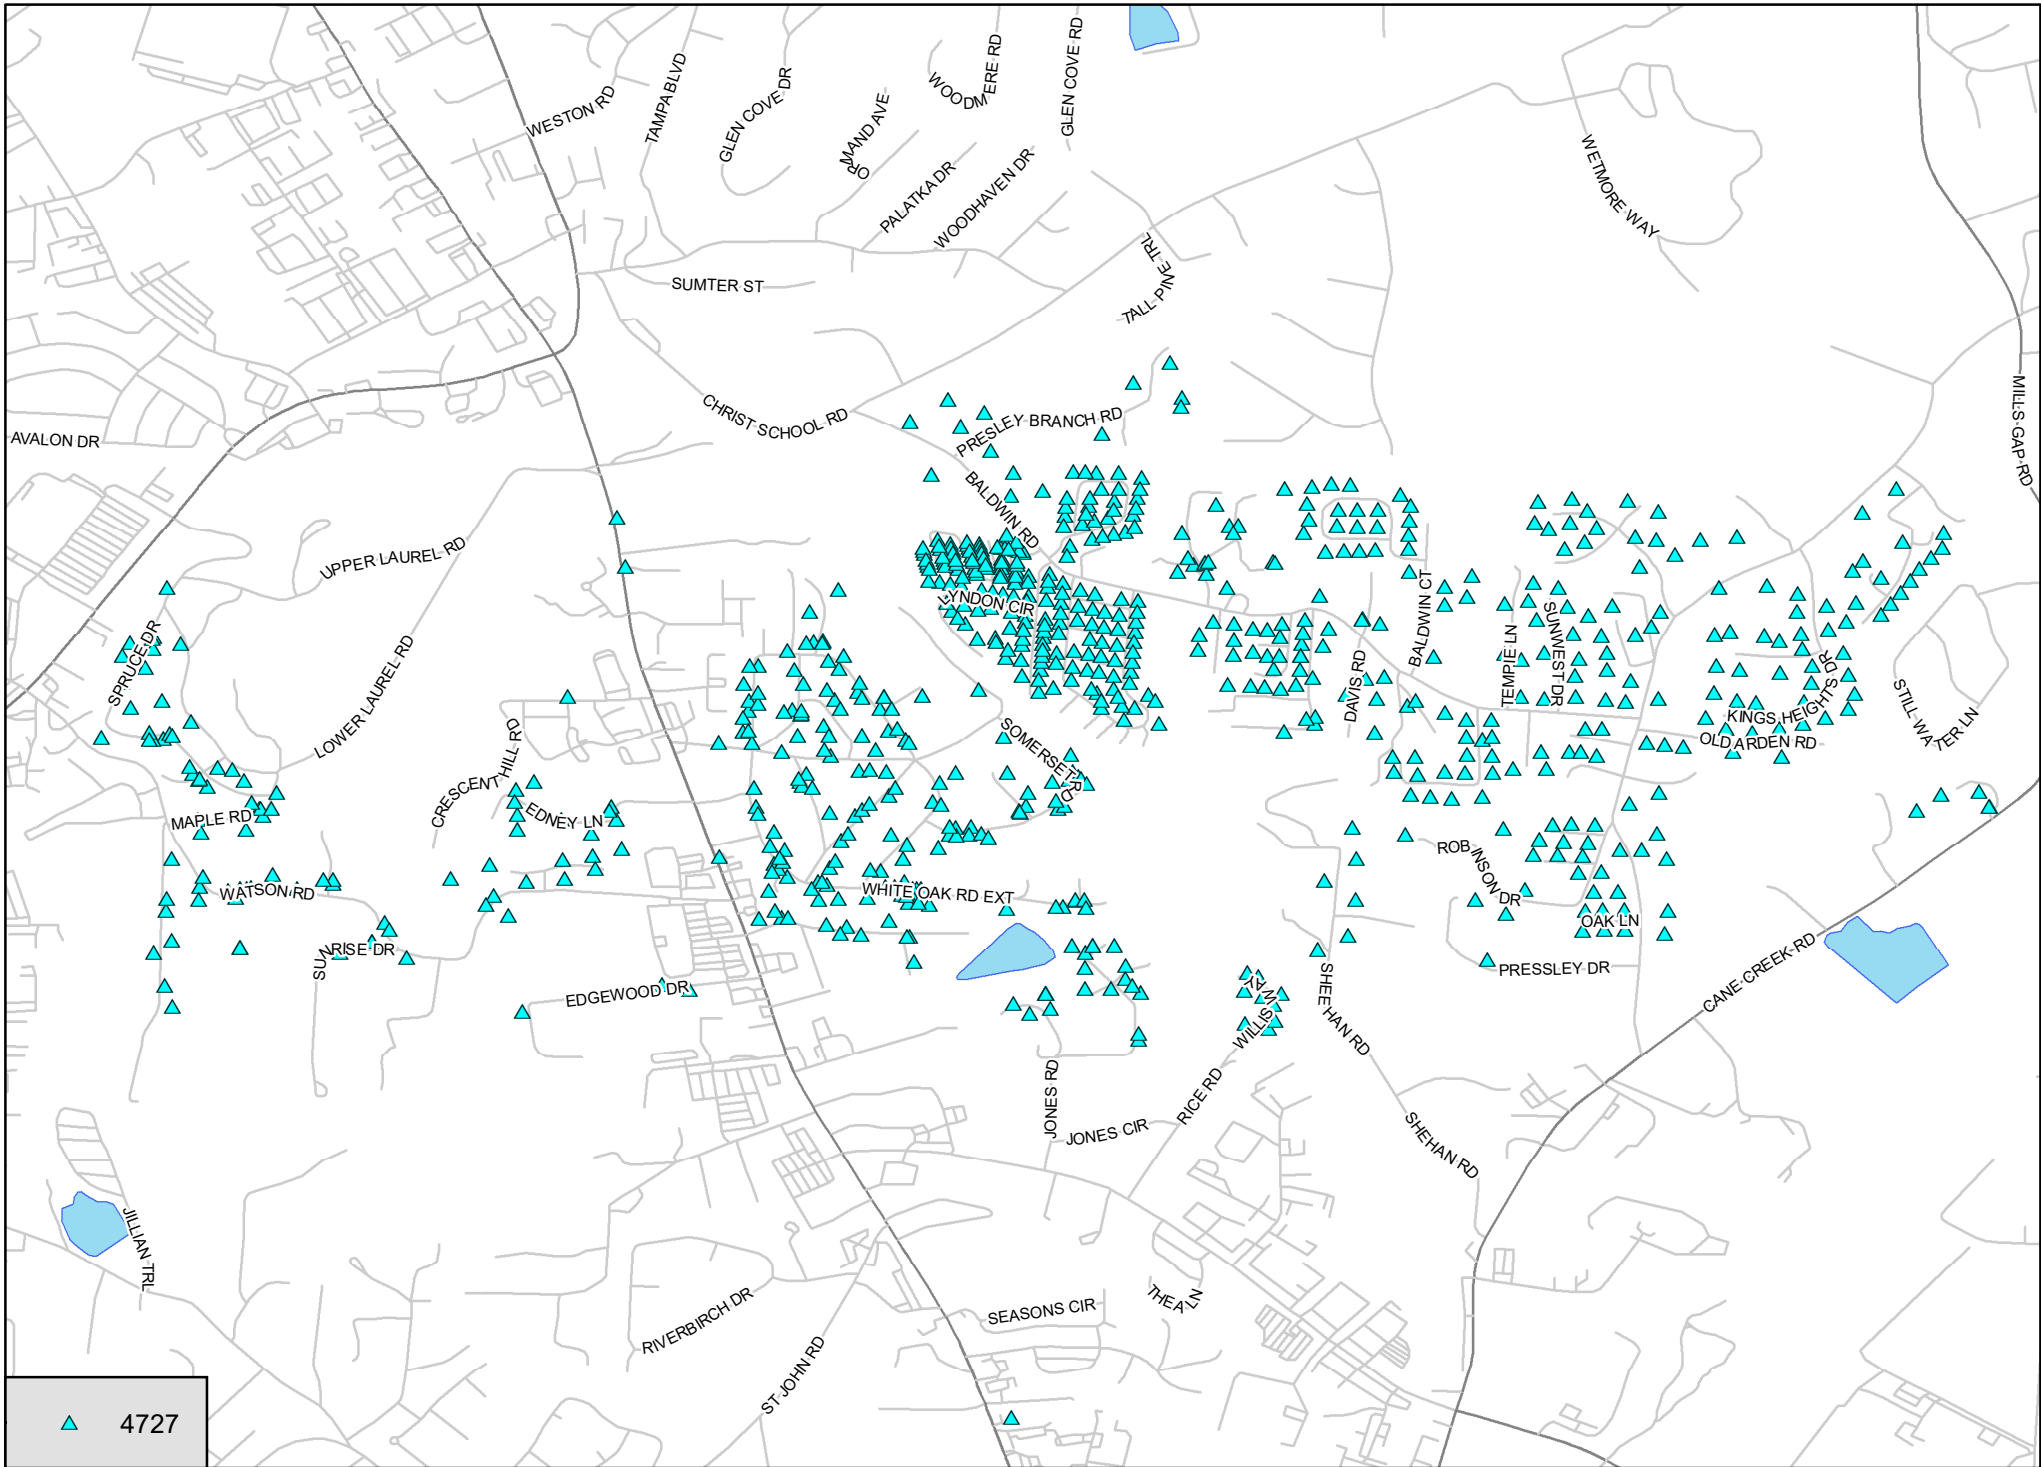 WESTON RD
TAMPA BLVD
GLEN COVE DR
ORMAND AVE
WOODMERE RD
GLEN COVE RD
PALATKA DR
WOODHAVEN DR
WETMORE WAY
TALL PINE TRL
SUMTER ST
MILLS GAP RD
CHRIST SCHOOL RD
PRESLEY BRANCH RD
AVALON DR
BALDWIN RD
UPPER LAUREL RD
LYNDON CIR
BALDWIN CT
SUNWEST DR
TEMPIE LN
SPRUCE DR
LOWER LAUREL RD
DAVIS RD
KINGS HEIGHTS DR
STILL WATER LN
OLD ARDEN RD
SOMERSET RD
CRESCENT HILL RD
EDNEY LN
MAPLE RD
ROBINSON DR
WATSON RD
WHITE OAK RD EXT
OAK LN
SUNRISE DR
PRESSLEY DR
CANE CREEK RD
EDGEWOOD DR
WILLIS WAY
SHEEHAN RD
JONES RD
RICE RD
JONES CIR
SHEHAN RD
JILLIAN TRL
THEA LN
RIVERBIRCH DR
SEASONS CIR
ST JOHN RD
4727